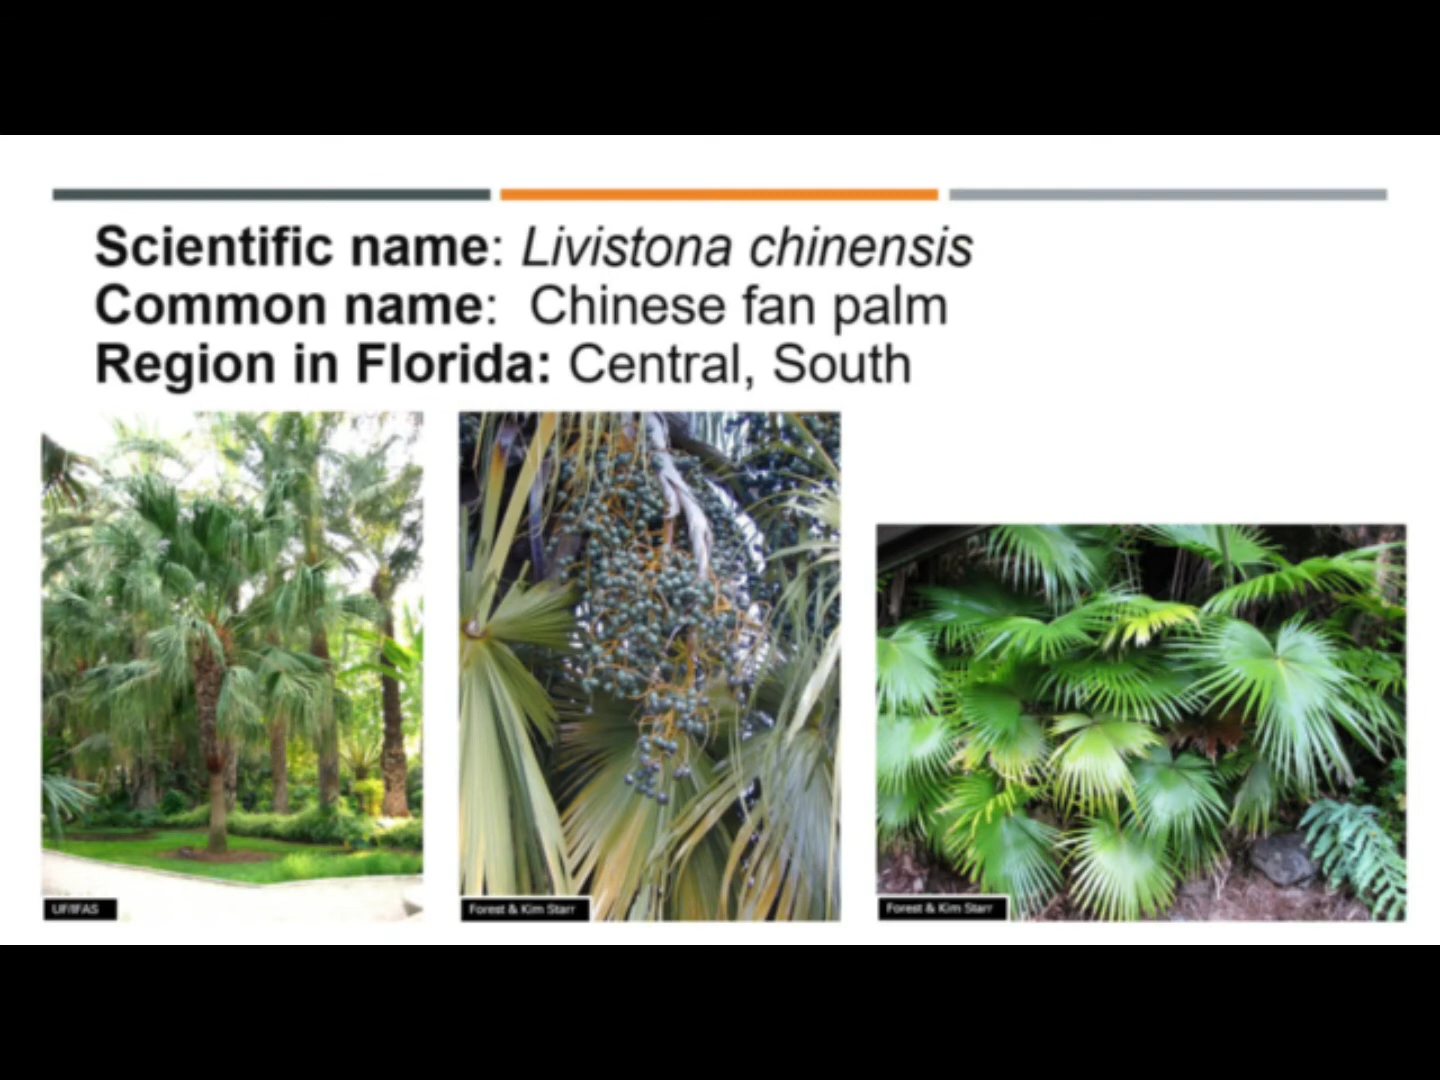 Scientific name: Livistona chinensis
Common name:  Chinese fan palm
Region in Florida: Central, South
UF/IFAS
Forest & Kim Starr
Forest & Kim Starr